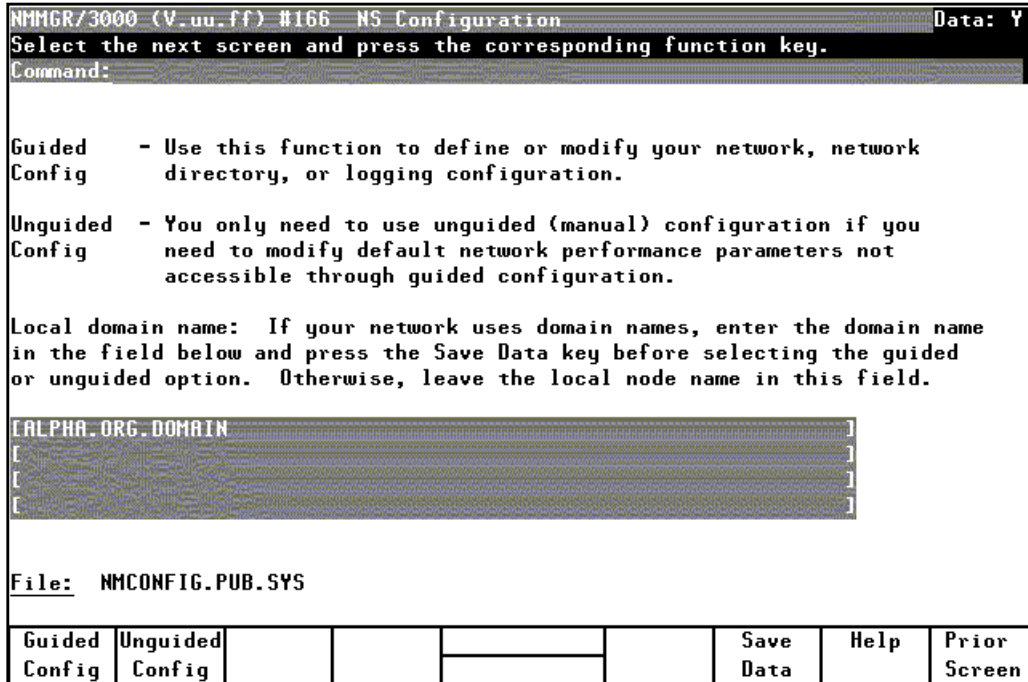 NMMGR/3000 (V.uu.ff) #166  NS Configuration Data: Y
Select the next screen and press the corresponding function key.
Command:
Guided - Use this function to define or modify your network, network
Config directory, or logging configuration.
Unguided - You only need to use unguided (manual) configuration if you
Config need to modify default network performance parameters not
accessible through guided configuration.
Local domain name:  If your network uses domain names, enter the domain name
in the field below and press the Save Data key before selecting the guided
or unguided option.  Otherwise, leave the local node name in this field.
[ALPHA.ORG.DOMAIN ]
[ ]
[ ]
[ ]
File:  NMCONFIG.PUB.SYS
Guided Unguided Save Help Prior
Config Config Data Screen